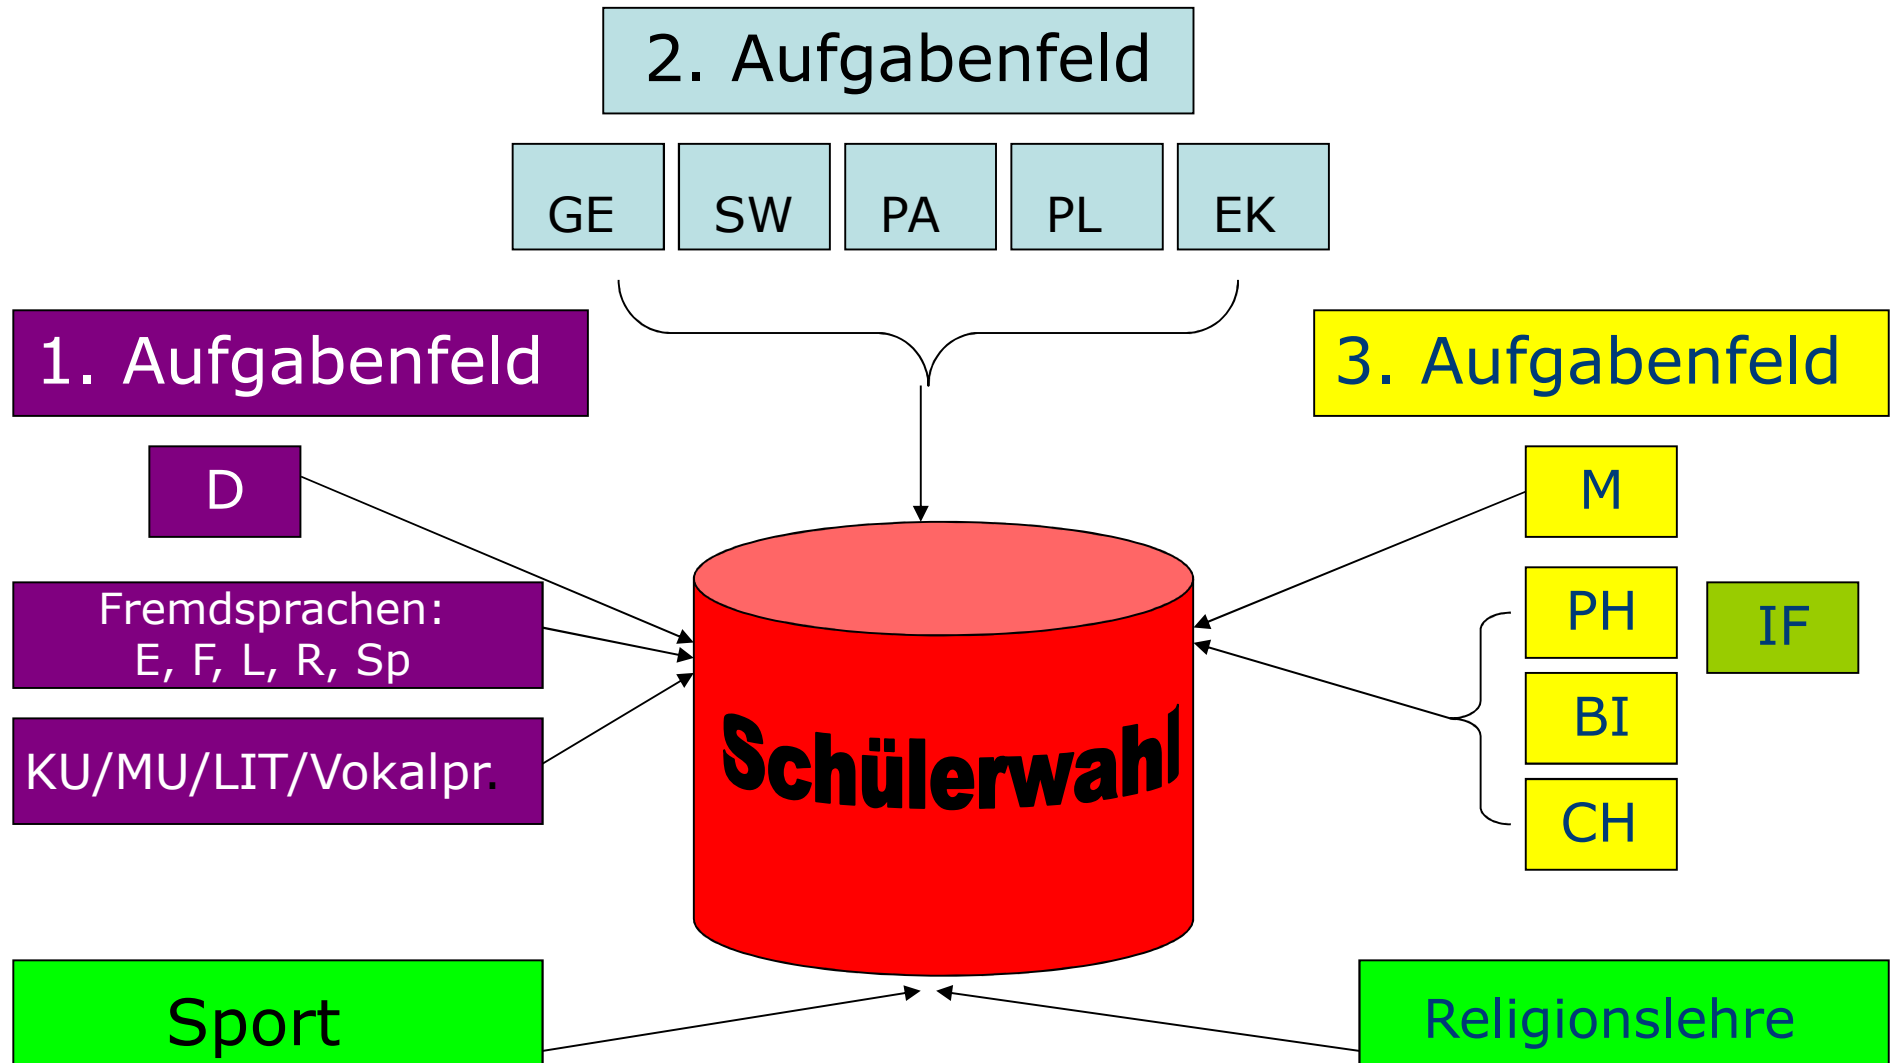 2. Aufgabenfeld
GE SW PA PL EK
1. Aufgabenfeld
3. Aufgabenfeld
D
Fremdsprachen:
E, F, L, R, Sp
KU/MU/LIT/Vokalpr.
Schülerwahl
M
PH
IF
BI
CH
Sport
Religionslehre